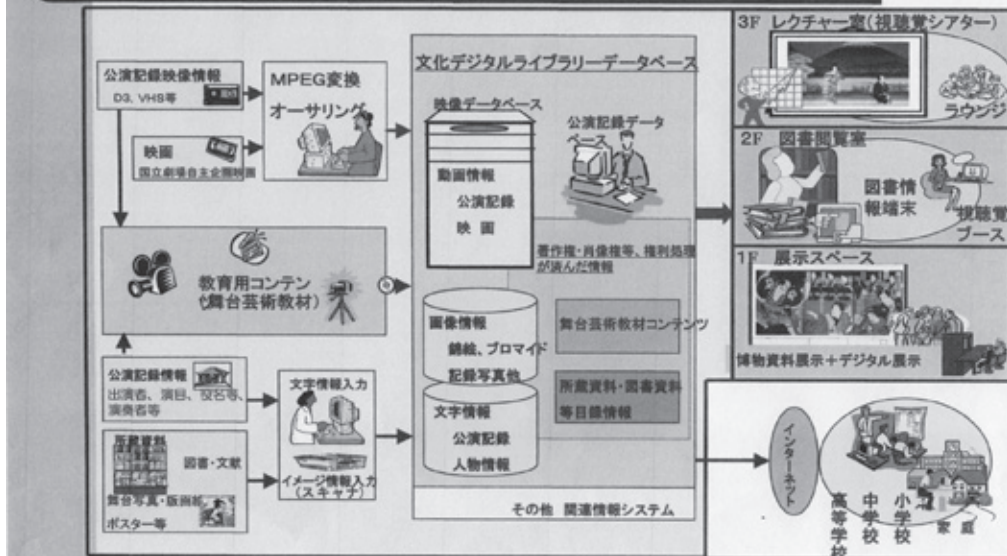 公演記録映像情報
D3、VHS等
映画
国立劇場自主企画映画
MPEG変換
オーサリング
教育用コンテン
(舞台芸術教材)
公演記録情報
出演者、演目、役名等、
演奏者等
所蔵資料
図書・文献
舞台写真・版画
ポスター等
文字情報入力
イメージ情報入力
(スキャナ)
文化デジタルライブラリーデータベース
映像データベース
動画情報
公演記録
映 画
公演記録データ
ベース
著作権・肖像権等、権利処理
が済んだ情報
画像情報
錦絵、ブロマイド
記録写真他
舞台芸術教材コンテンツ
文字情報
公演記録
人物情報
所蔵資料・図書資料
等目録情報
その他 関連情報システム
3F レクチャー室(視聴覚シアター)
ラウンジ
2F 図書閲覧室
図書情
報端末
視聴覚
ブース
1F 展示スペース
博物資料展示+デジタル展示
インターネット
高等学校
中学校
小学校
家庭